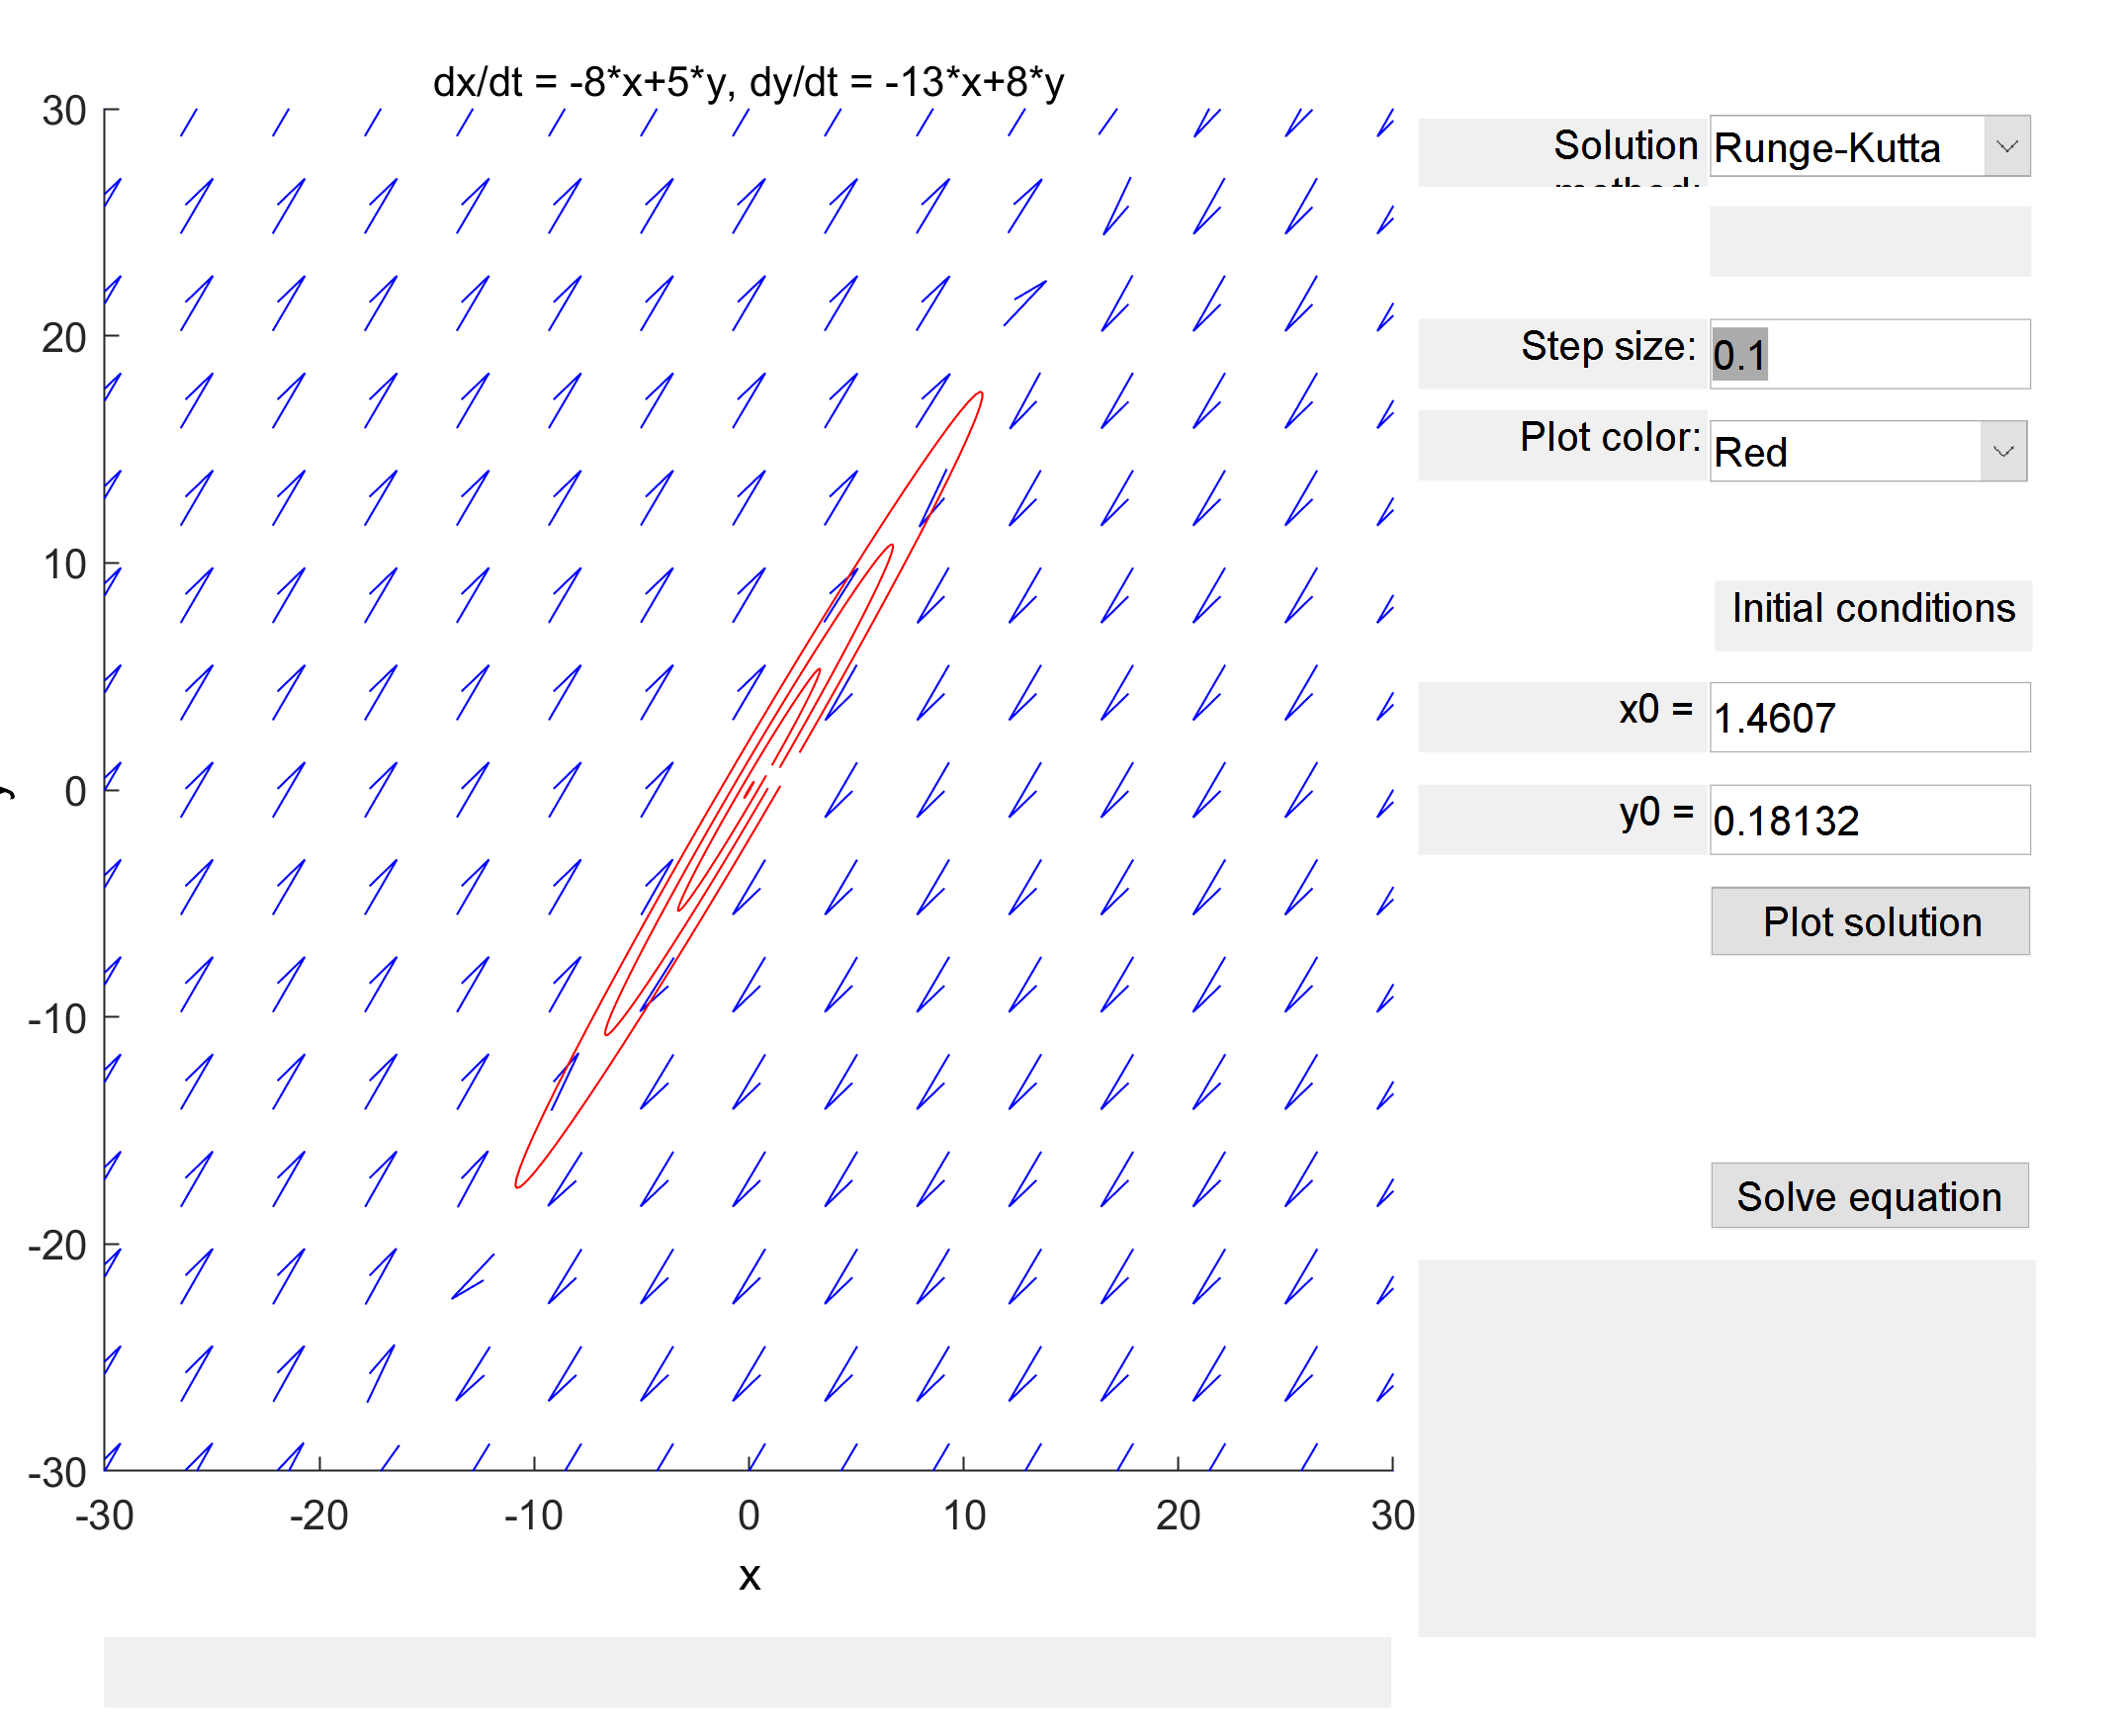 dx/dt = -8*x+5*y, dy/dt = -13*x+8*y
30
20
10
0
-10
-20
-30
-30
-20
-10
0
10
20
30
x
y
Solution
method:
Runge-Kutta
Step size:
0.1
Plot color:
Red
Initial conditions
x0 =
1.4607
y0 =
0.18132
Plot solution
Solve equation